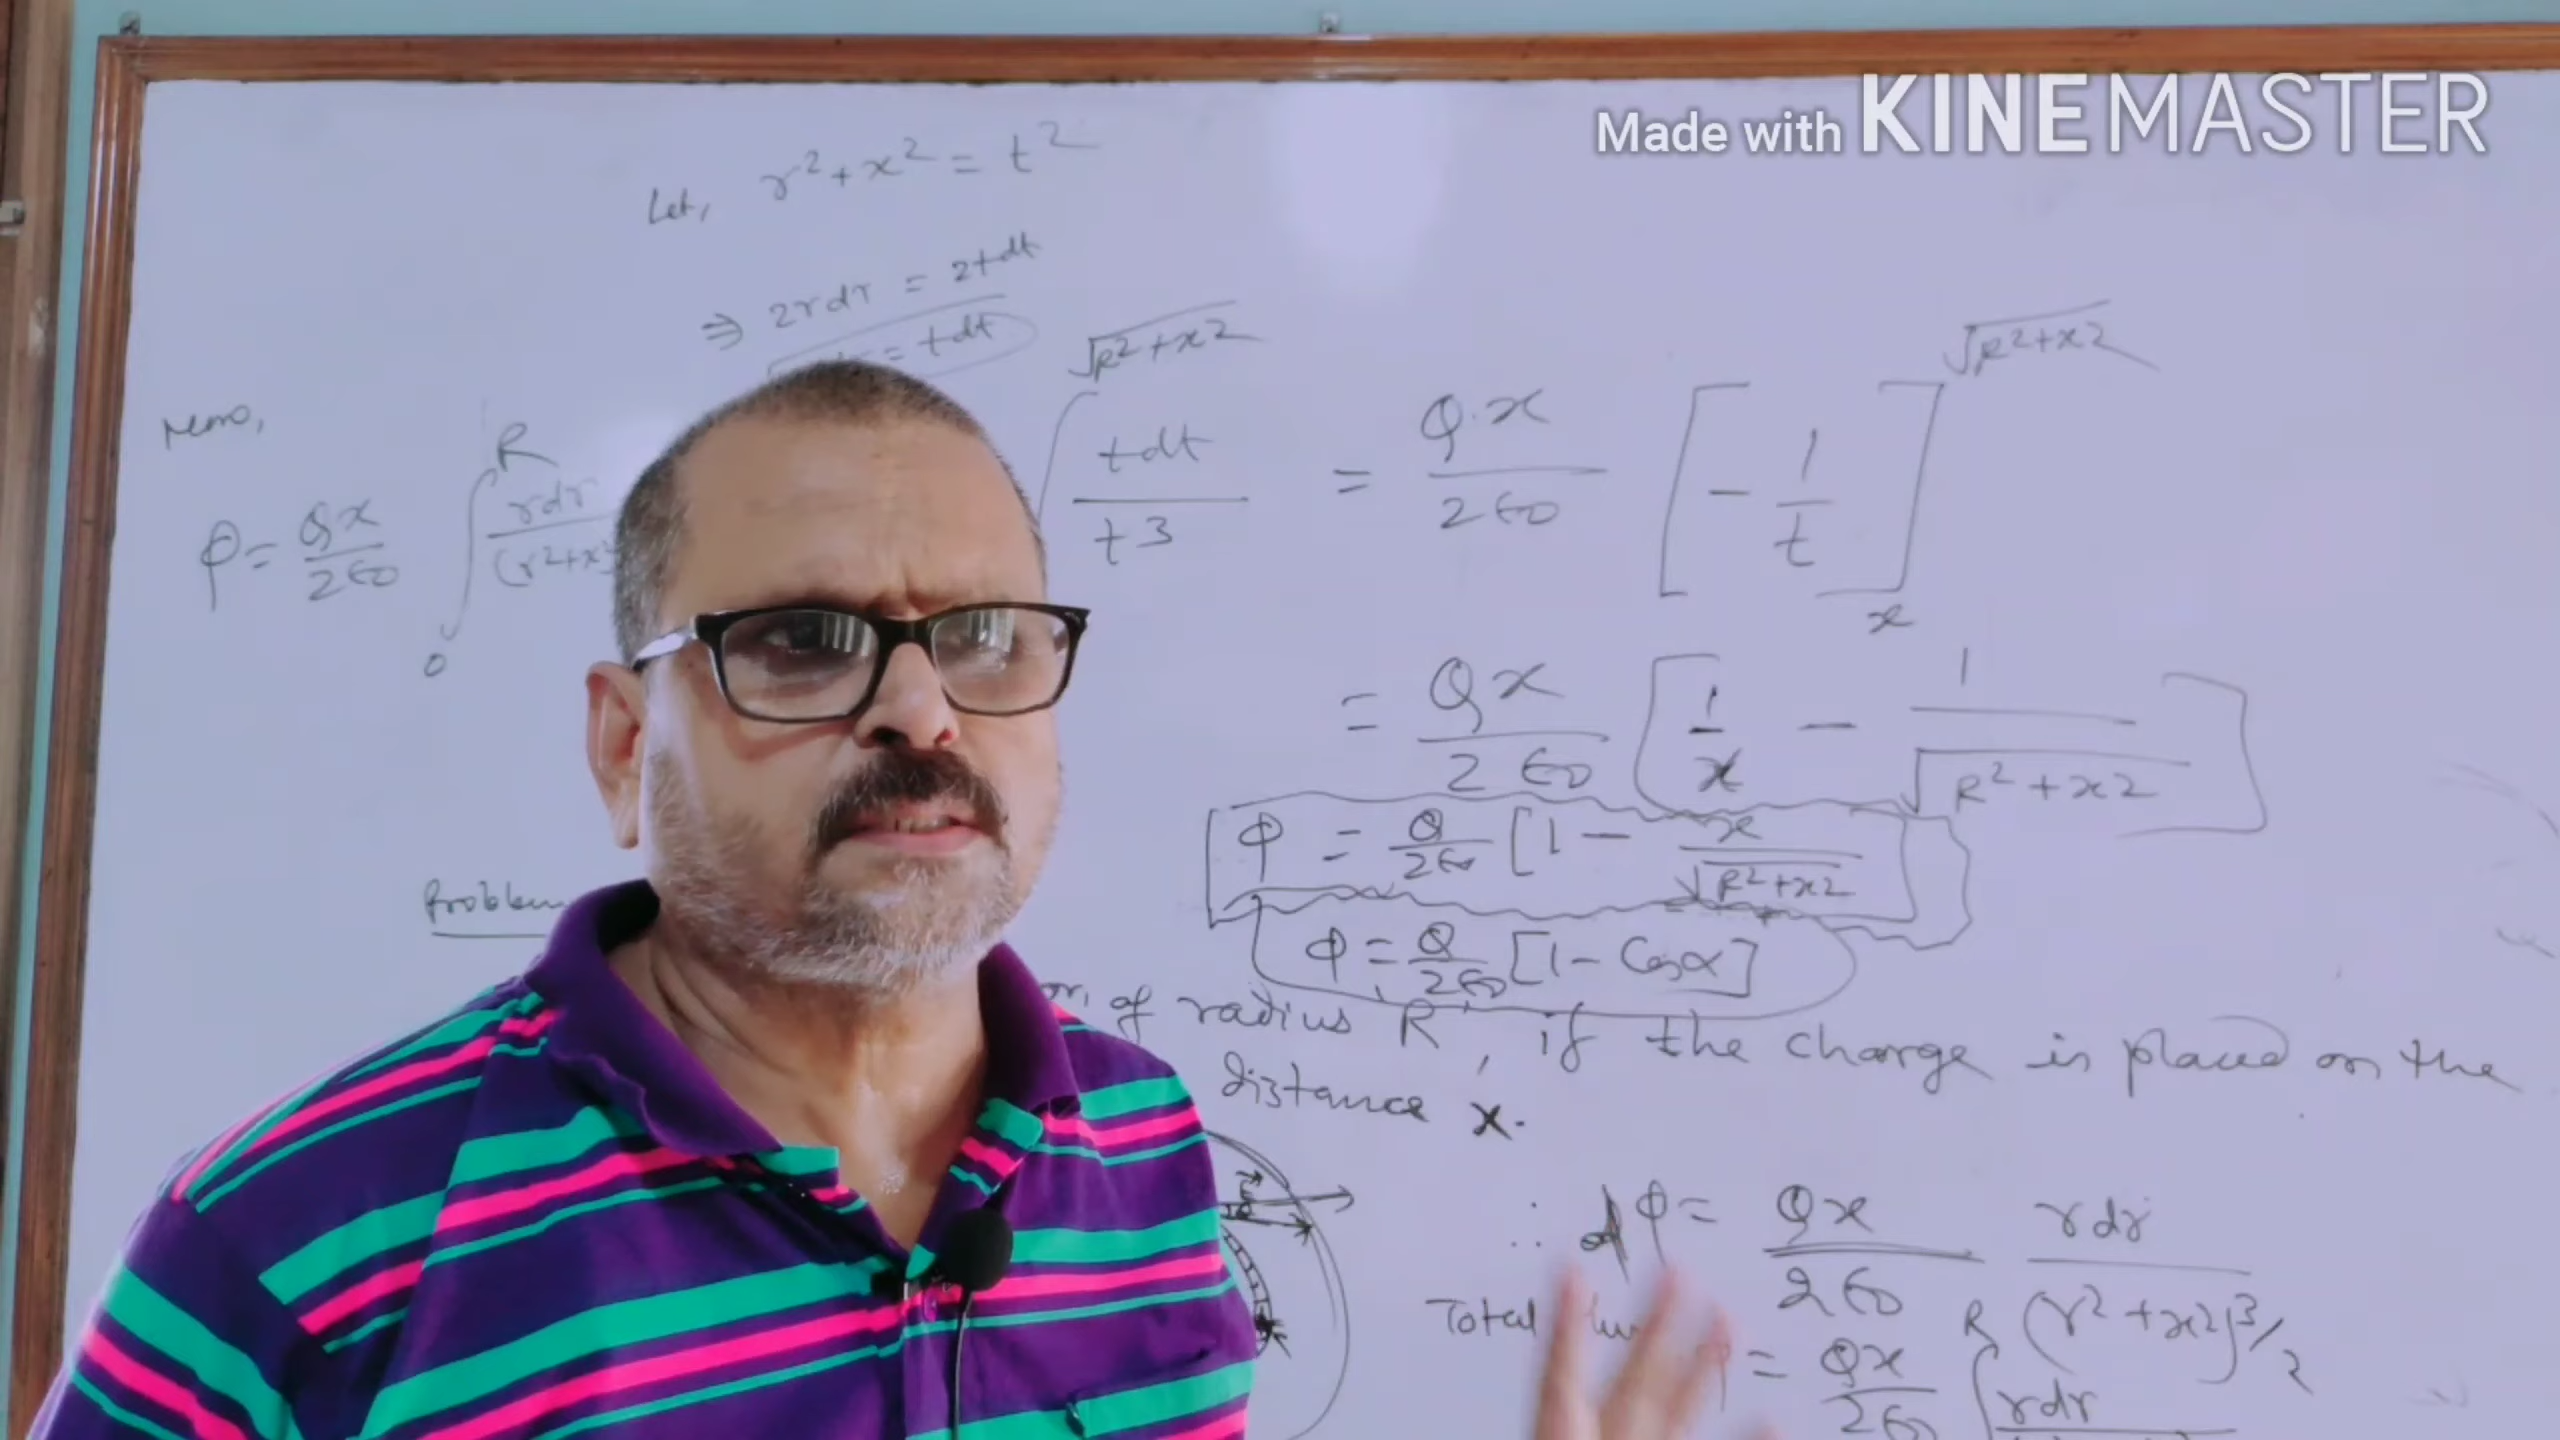 Made with KINEMASTER
Let, r²+x² = t²
⇒ 2rdr = 2tdt
= tdt
Now,
φ = Qx/2ε0 ∫₀ᴿ rdr/(r²+x²
∫^√R²+x² tdt/t3 = Q.x/2ε0 [-1/t]ₓ^√R²+x²
= Qx/2ε0 [1/x - 1/√R²+x2]
φ = Q/2ε0 [1 - x/√R²+x2
φ = Q/2ε0 [1 - Cosα]
Problem
of radius 'R', if the charge is placed on the
distance x.
∴ dφ = Qx/2ε0 rdr/(r²+x2)3/2
Total
= Qx/2ε0 ∫ᴿ rdr